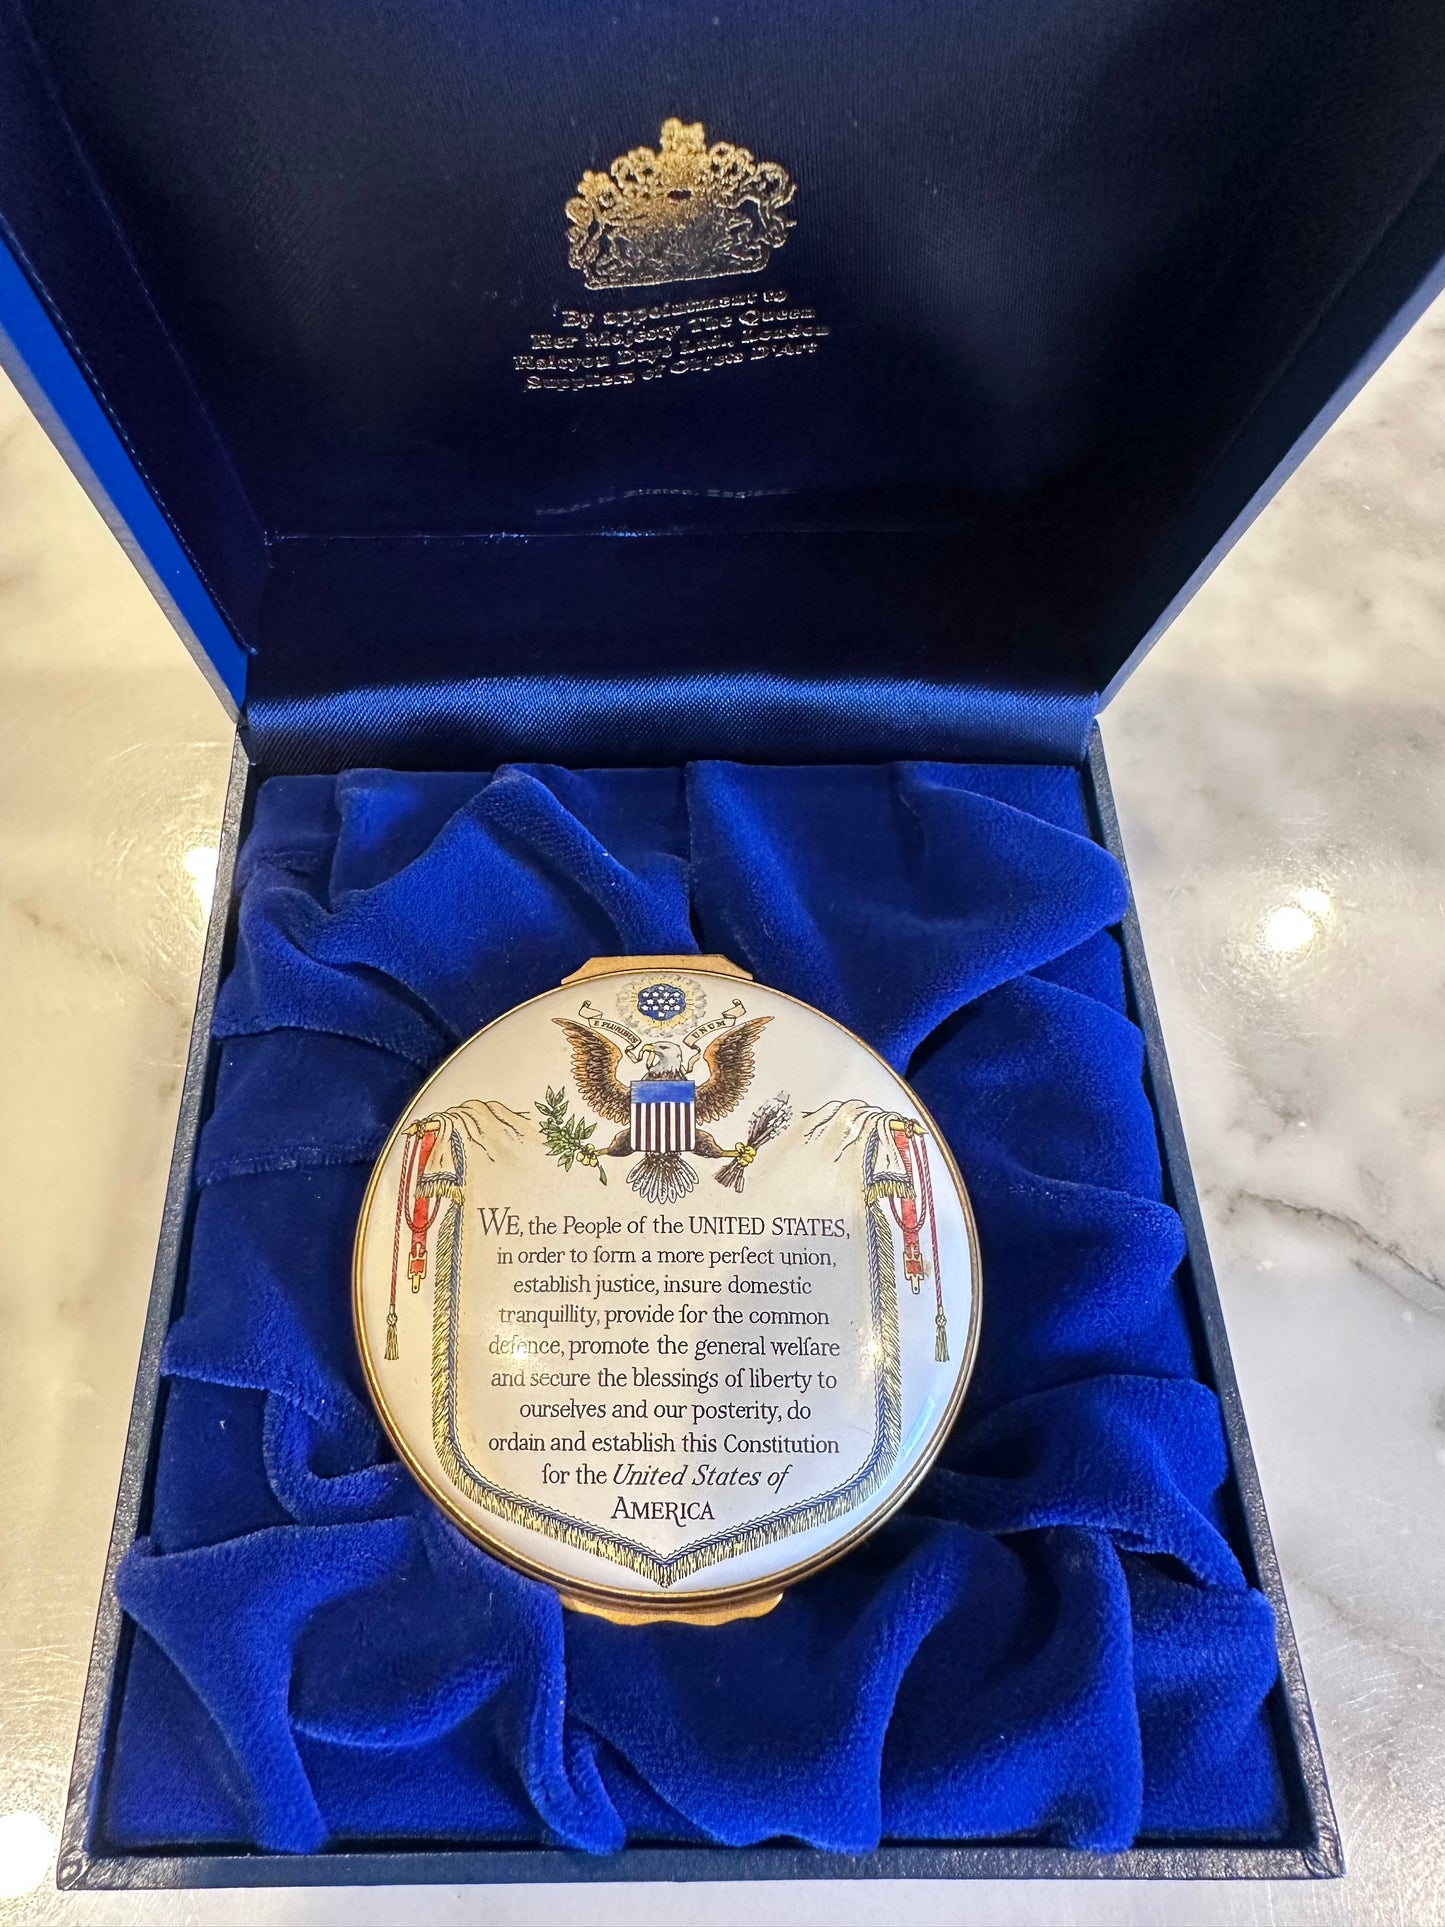 By appointment to
Her Majesty The Queen
Halcyon Days Ltd. London
Suppliers of Objets D'Art
E PLURIBUS UNUM
WE, the People of the UNITED STATES,
in order to form a more perfect union,
establish justice, insure domestic
tranquillity, provide for the common
defence, promote the general welfare
and secure the blessings of liberty to
ourselves and our posterity, do
ordain and establish this Constitution
for the United States of
AMERICA